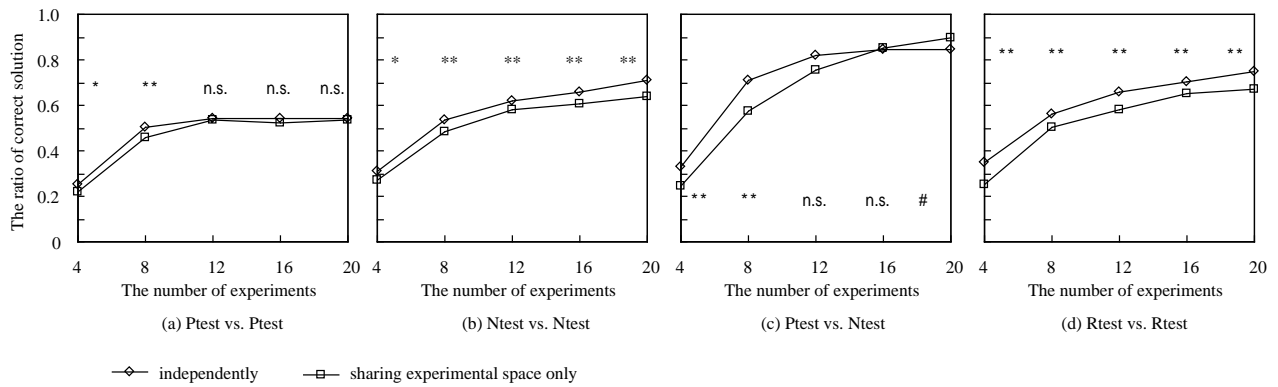 1.0
0.8
0.6
0.4
0.2
0
The ratio of correct solution
* ** n.s. n.s. n.s.
* ** ** ** **
** ** n.s. n.s. #
** ** ** ** **
4 8 12 16 20
4 8 12 16 20
4 8 12 16 20
4 8 12 16 20
The number of experiments
The number of experiments
The number of experiments
The number of experiments
(a) Ptest vs. Ptest
(b) Ntest vs. Ntest
(c) Ptest vs. Ntest
(d) Rtest vs. Rtest
independently
sharing experimental space only